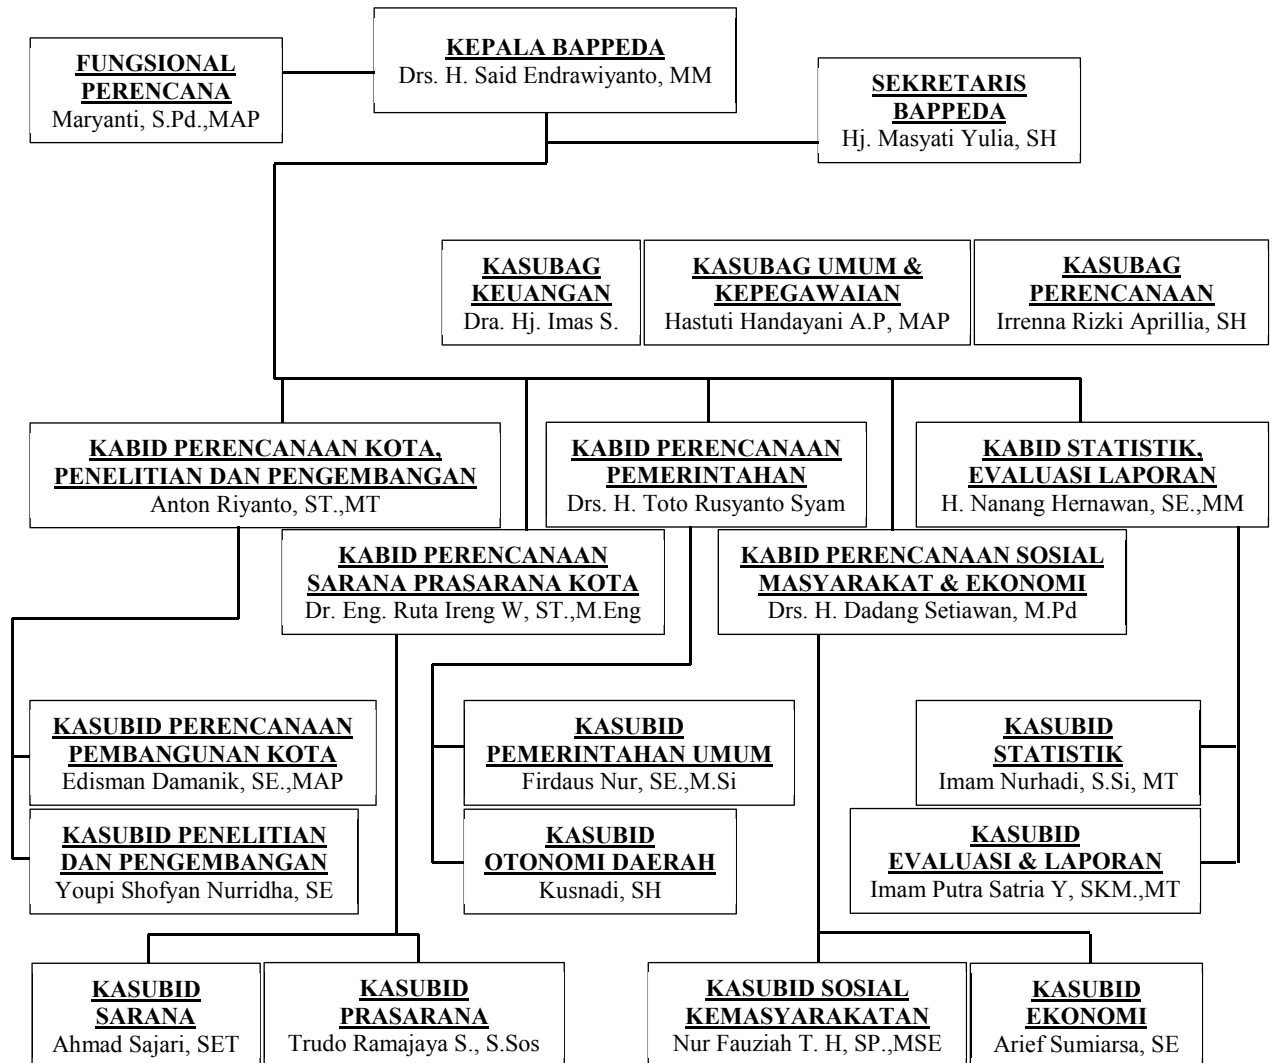 FUNGSIONAL
PERENCANA
Maryanti, S.Pd.,MAP
KEPALA BAPPEDA
Drs. H. Said Endrawiyanto, MM
SEKRETARIS
BAPPEDA
Hj. Masyati Yulia, SH
KASUBAG
KEUANGAN
Dra. Hj. Imas S.
KASUBAG UMUM &
KEPEGAWAIAN
Hastuti Handayani A.P, MAP
KASUBAG
PERENCANAAN
Irrenna Rizki Aprillia, SH
KABID PERENCANAAN KOTA,
PENELITIAN DAN PENGEMBANGAN
Anton Riyanto, ST.,MT
KABID PERENCANAAN
PEMERINTAHAN
Drs. H. Toto Rusyanto Syam
KABID STATISTIK,
EVALUASI LAPORAN
H. Nanang Hernawan, SE.,MM
KABID PERENCANAAN
SARANA PRASARANA KOTA
Dr. Eng. Ruta Ireng W, ST.,M.Eng
KABID PERENCANAAN SOSIAL
MASYARAKAT & EKONOMI
Drs. H. Dadang Setiawan, M.Pd
KASUBID PERENCANAAN
PEMBANGUNAN KOTA
Edisman Damanik, SE.,MAP
KASUBID
PEMERINTAHAN UMUM
Firdaus Nur, SE.,M.Si
KASUBID
STATISTIK
Imam Nurhadi, S.Si, MT
KASUBID PENELITIAN
DAN PENGEMBANGAN
Youpi Shofyan Nurridha, SE
KASUBID
OTONOMI DAERAH
Kusnadi, SH
KASUBID
EVALUASI & LAPORAN
Imam Putra Satria Y, SKM.,MT
KASUBID
SARANA
Ahmad Sajari, SET
KASUBID
PRASARANA
Trudo Ramajaya S., S.Sos
KASUBID SOSIAL
KEMASYARAKATAN
Nur Fauziah T. H, SP.,MSE
KASUBID
EKONOMI
Arief Sumiarsa, SE